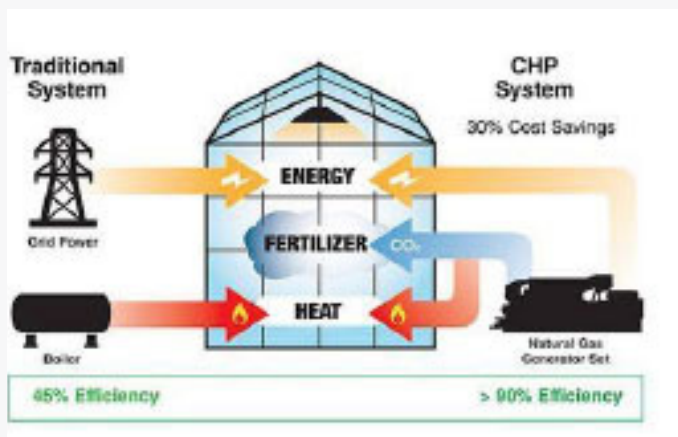 Traditional
System
CHP
System
30% Cost Savings
ENERGY
Grid Power
FERTILIZER
CO₂
HEAT
Boiler
Natural Gas
Generator Set
45% Efficiency
> 90% Efficiency